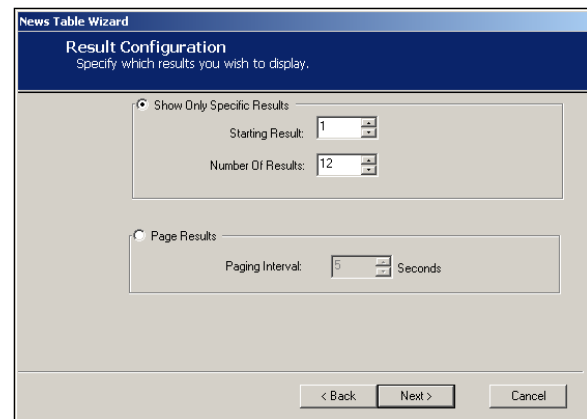 News Table Wizard
Result Configuration
Specify which results you wish to display.
Show Only Specific Results
Starting Result: 1
Number Of Results: 12
Page Results
Paging Interval: 5 Seconds
< Back Next > Cancel